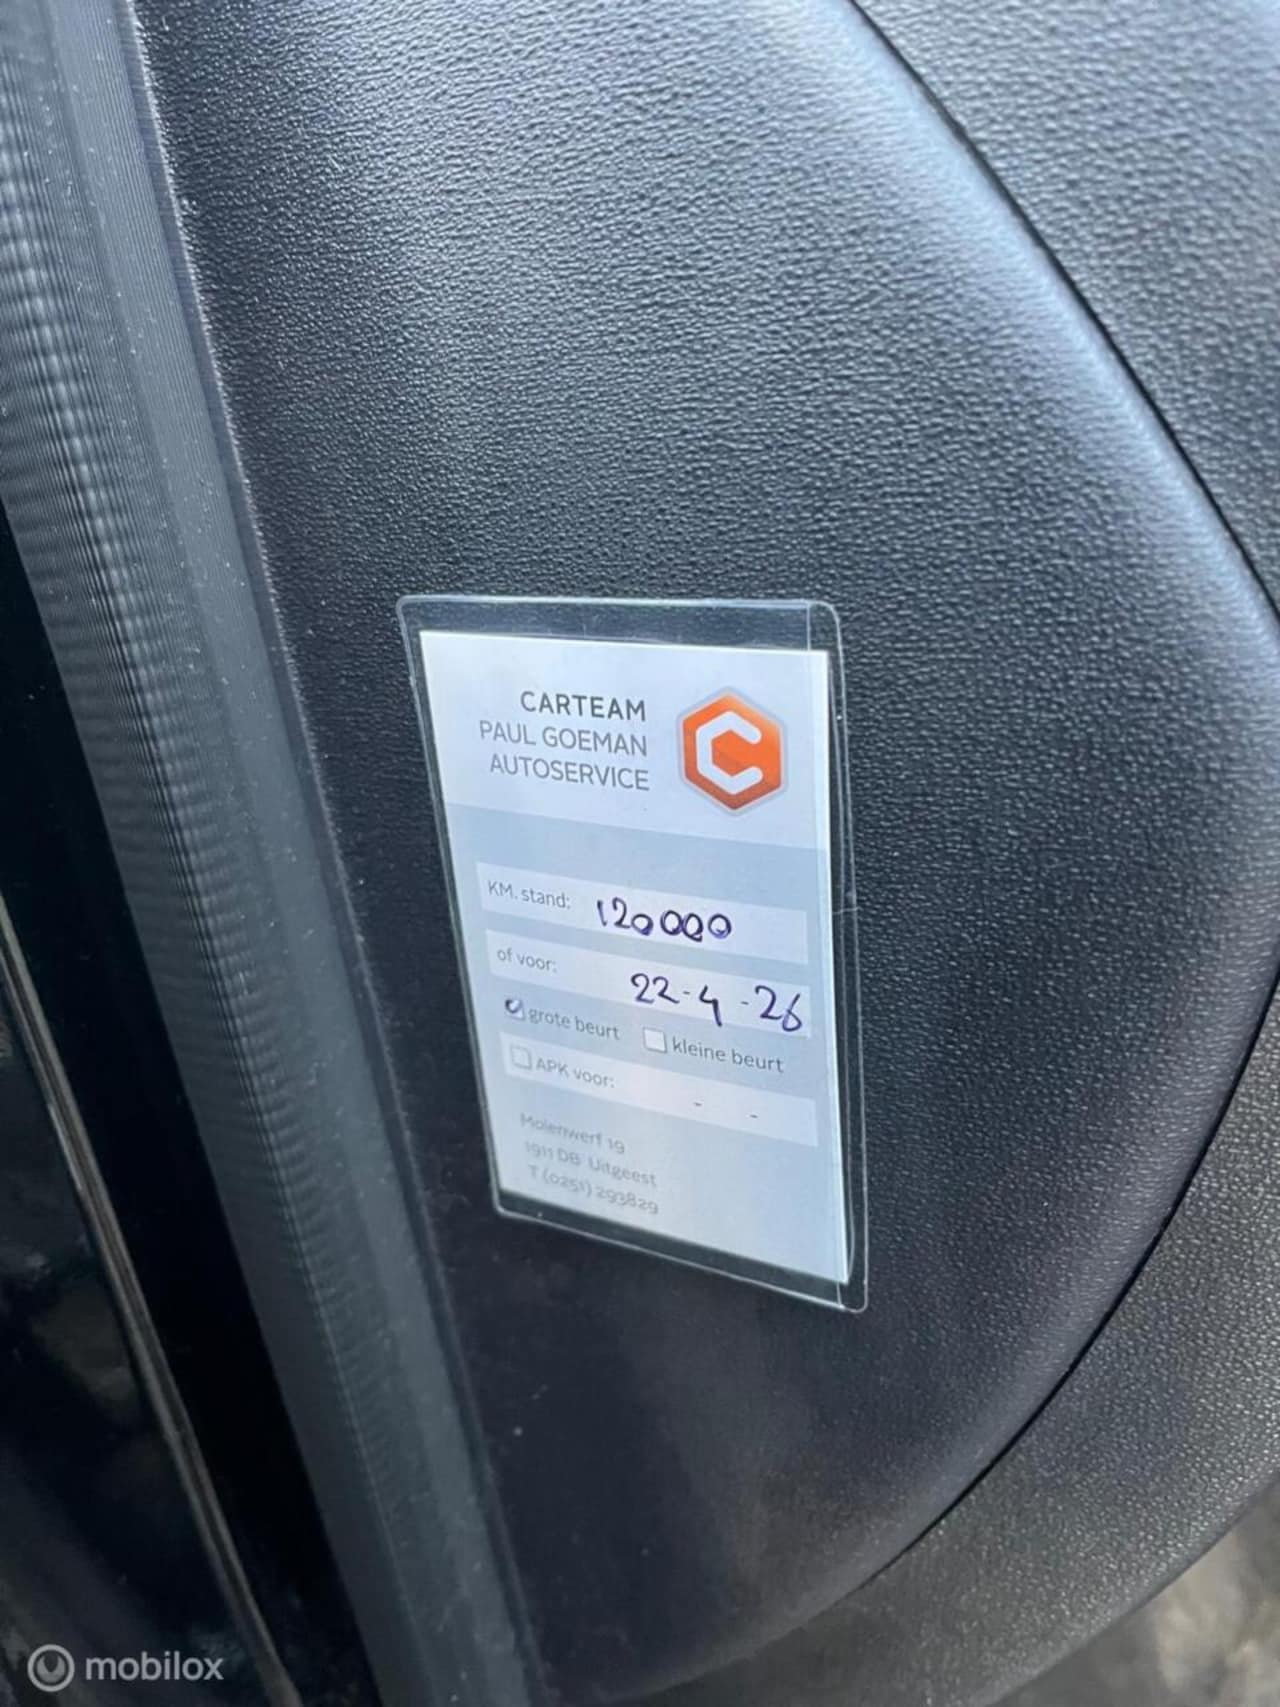 CARTEAM
PAUL GOEMAN
AUTOSERVICE
KM. stand: 120000
of voor: 22-4-26
grote beurt kleine beurt
APK voor: - -
Molenwerf 19
1911 DB Uitgeest
T (0251) 293829
mobilox